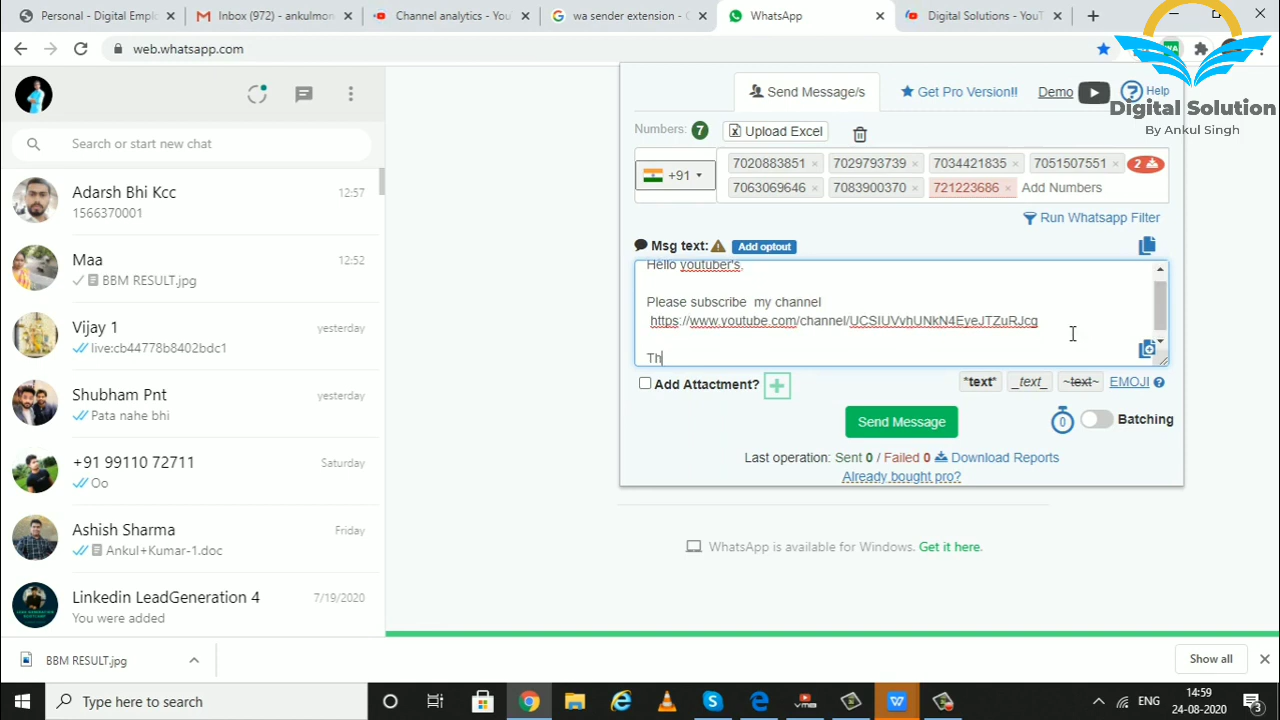 Personal - Digital Employ
Inbox (972) - ankulmon
Channel analytics - YouT
wa sender extension - G
WhatsApp
Digital Solutions - YouT
web.whatsapp.com
Send Message/s
Get Pro Version!!
Demo
Help
Digital Solution
By Ankul Singh
Numbers: 7
Upload Excel
Search or start new chat
+91
7020883851 ×
7029793739 ×
7034421835 ×
7051507551 ×
2
7063069646 ×
7083900370 ×
721223686 ×
Add Numbers
Run Whatsapp Filter
Adarsh Bhi Kcc
12:57
1566370001
Maa
12:52
BBM RESULT.jpg
Vijay 1
yesterday
live:cb44778b8402bdc1
Shubham Pnt
yesterday
Pata nahe bhi
+91 99110 72711
Saturday
Oo
Ashish Sharma
Friday
Ankul+Kumar-1.doc
Linkedin LeadGeneration 4
7/19/2020
You were added
Msg text:
Add optout
Hello youtuber's,
Please subscribe my channel
https://www.youtube.com/channel/UCSIUVvhUNkN4EyeJTZuRJcg
Th
Add Attactment?
*text*
_text_
~text~
EMOJI
Send Message
0
Batching
Last operation: Sent 0 / Failed 0 Download Reports
Already bought pro?
WhatsApp is available for Windows. Get it here.
BBM RESULT.jpg
Show all
Type here to search
ENG
14:59
24-08-2020
3